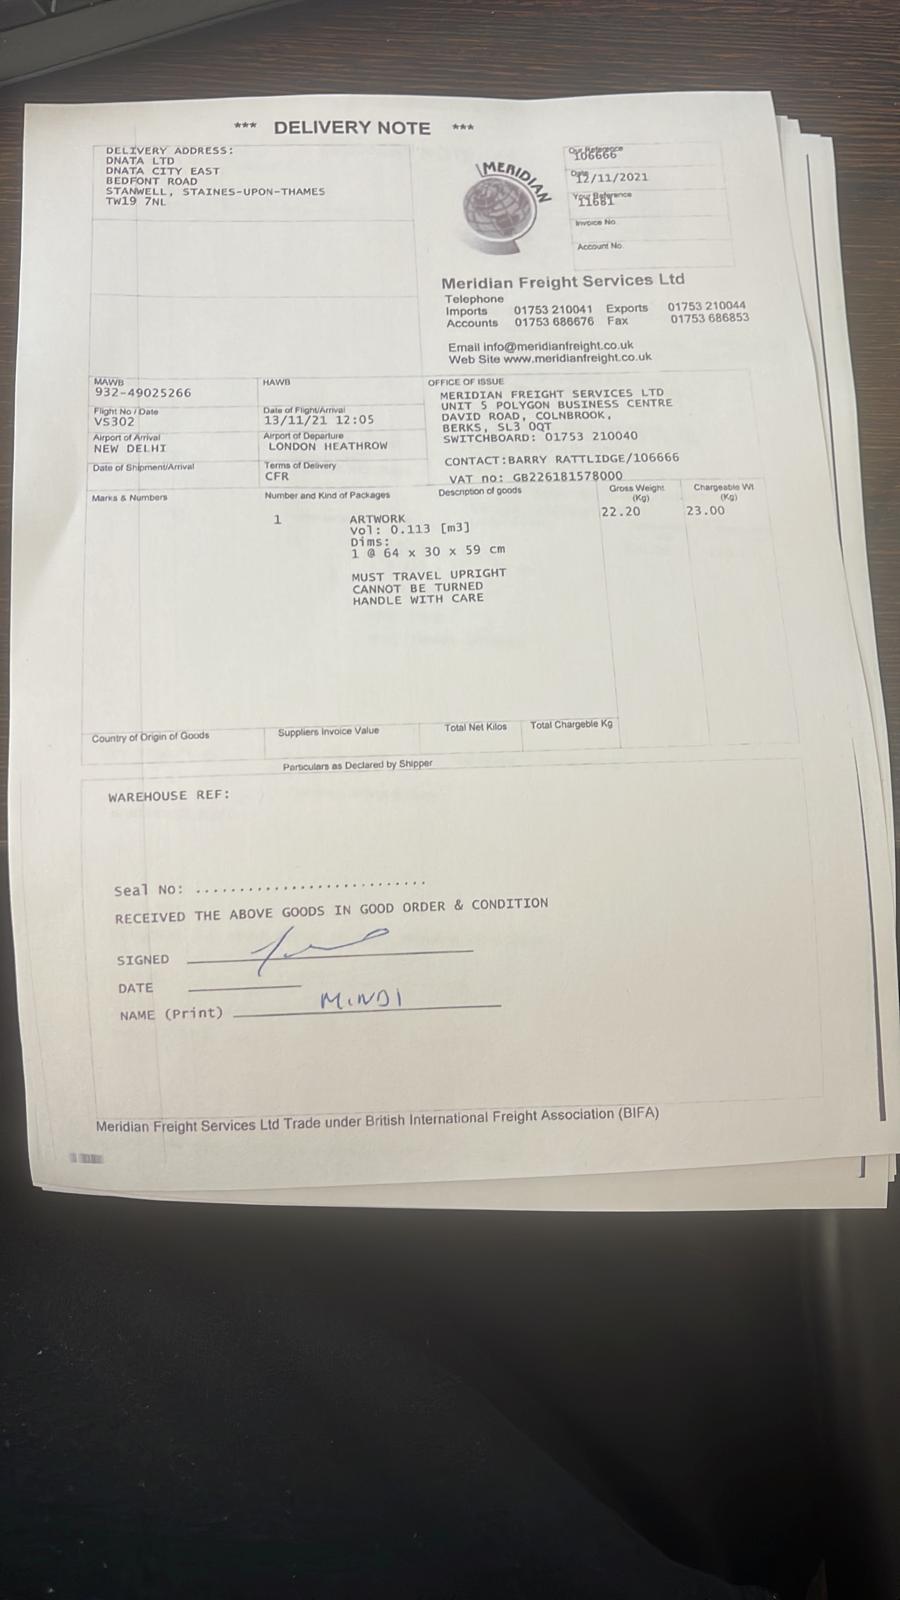 *** DELIVERY NOTE ***
DELIVERY ADDRESS:
DNATA LTD
DNATA CITY EAST
BEDFONT ROAD
STANWELL, STAINES-UPON-THAMES
TW19 7NL
MERIDIAN
Our Reference
106666
Date
12/11/2021
Your Reference
11681
Invoice No
Account No
Meridian Freight Services Ltd
Telephone
Imports 01753 210041 Exports 01753 210044
Accounts 01753 686676 Fax 01753 686853
Email info@meridianfreight.co.uk
Web Site www.meridianfreight.co.uk
MAWB
932-49025266
HAWB
Flight No / Date
VS302
Date of Flight/Arrival
13/11/21 12:05
Airport of Arrival
NEW DELHI
Airport of Departure
LONDON HEATHROW
Date of Shipment/Arrival
Terms of Delivery
CFR
OFFICE OF ISSUE
MERIDIAN FREIGHT SERVICES LTD
UNIT 5 POLYGON BUSINESS CENTRE
DAVID ROAD, COLNBROOK,
BERKS, SL3 0QT
SWITCHBOARD: 01753 210040
CONTACT:BARRY RATTLIDGE/106666
VAT no: GB226181578000
Marks & Numbers
Number and Kind of Packages
Description of goods
Gross Weight
(Kg)
Chargeable Wt
(Kg)
1 ARTWORK 22.20 23.00
Vol: 0.113 [m3]
Dims:
1 @ 64 x 30 x 59 cm
MUST TRAVEL UPRIGHT
CANNOT BE TURNED
HANDLE WITH CARE
Country of Origin of Goods
Suppliers Invoice Value
Total Net Kilos
Total Chargeble Kg
Particulars as Declared by Shipper
WAREHOUSE REF:
Seal No: ...........................
RECEIVED THE ABOVE GOODS IN GOOD ORDER & CONDITION
SIGNED
DATE
NAME (Print) MINDI
Meridian Freight Services Ltd Trade under British International Freight Association (BIFA)